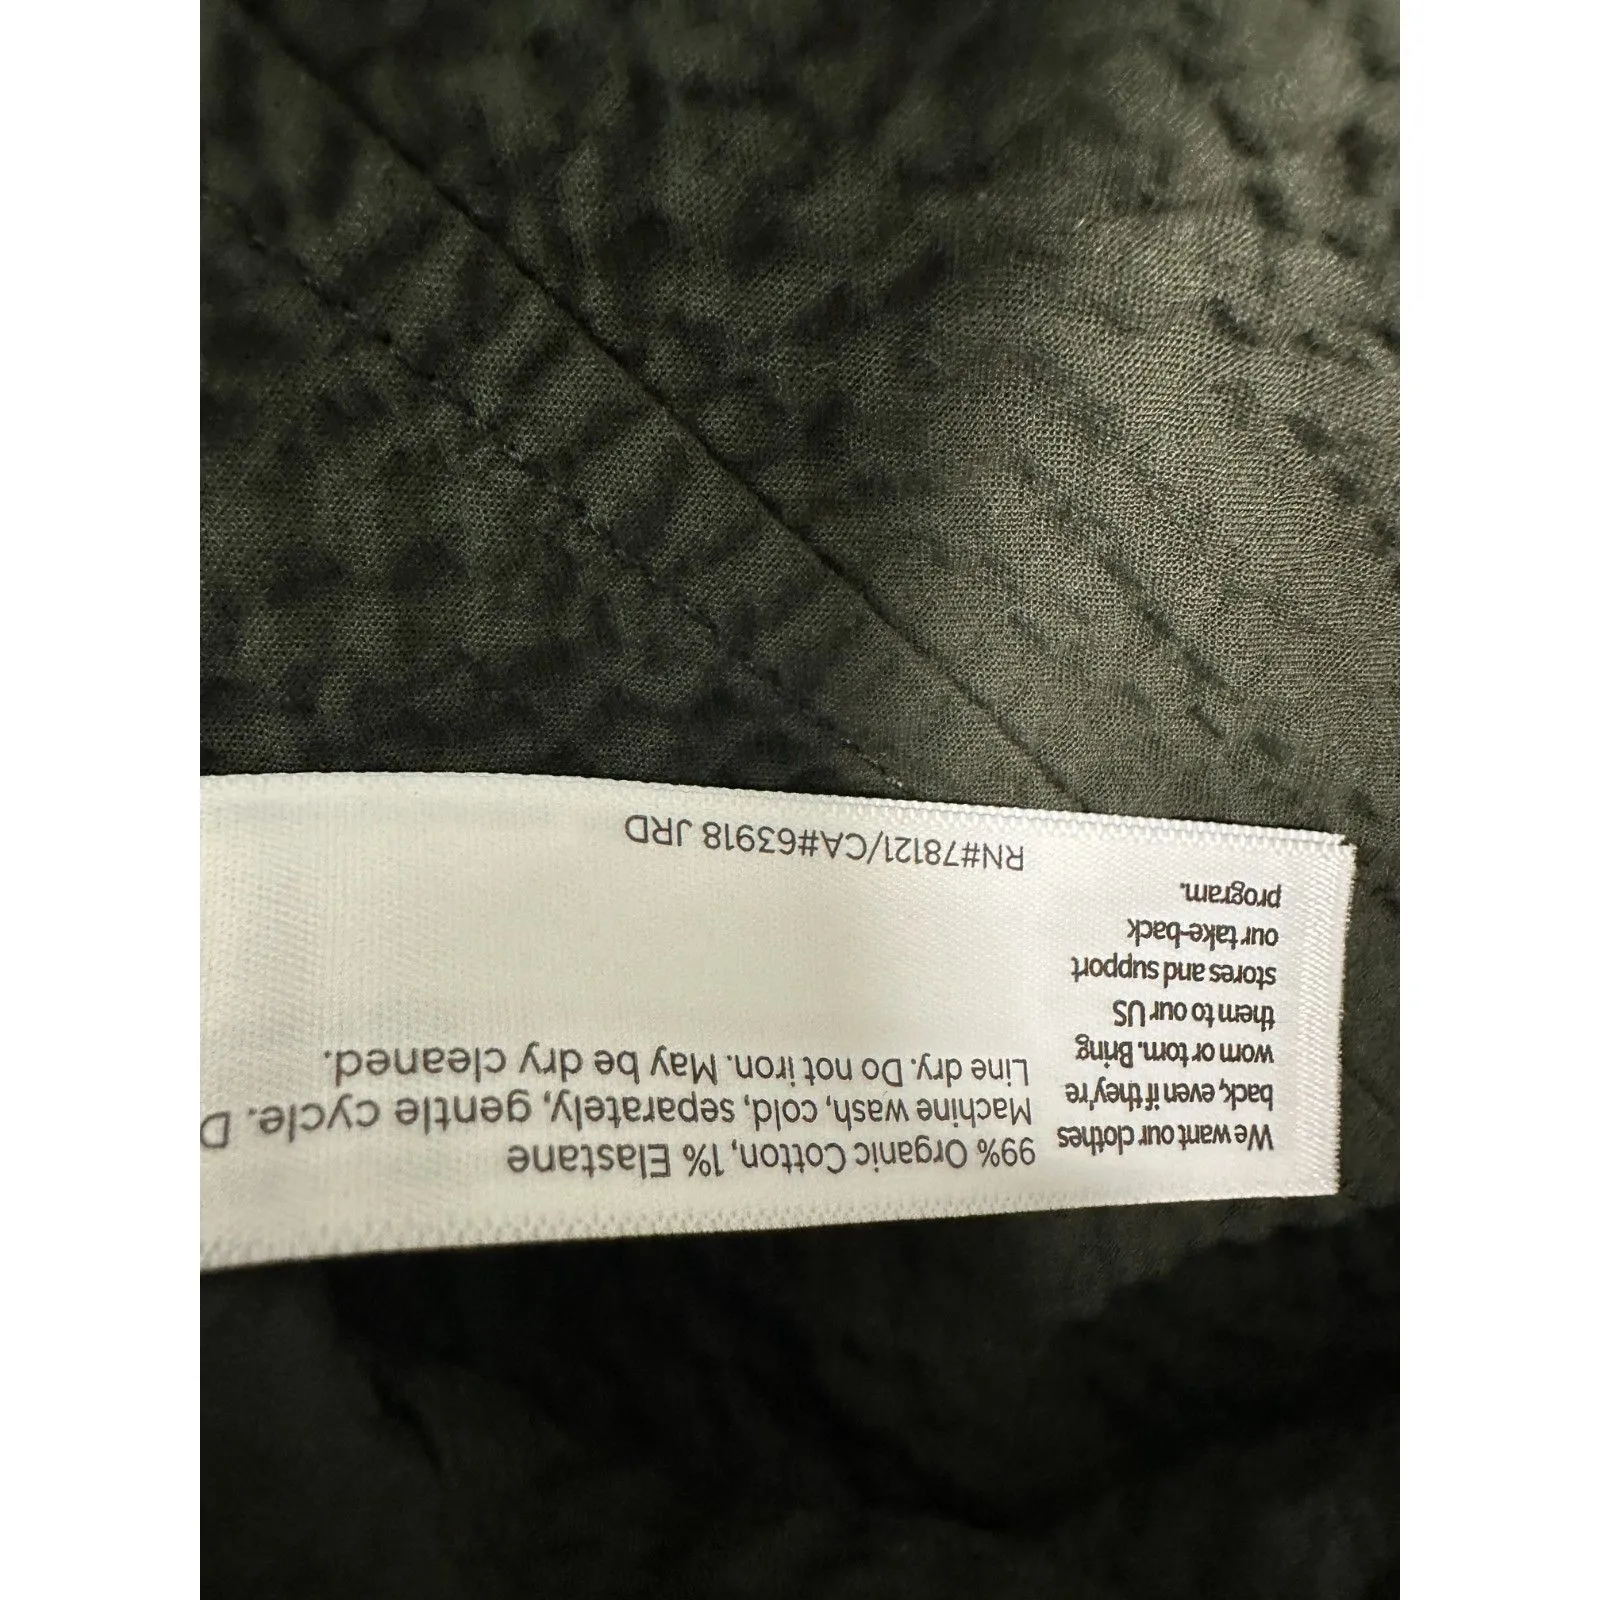 We want our clothes
back, even if they're
worn or torn. Bring
them to our US
stores and support
our take-back
program.
99% Organic Cotton, 1% Elastane
Machine wash, cold, separately, gentle cycle. D
Line dry. Do not iron. May be dry cleaned.
RN#78121/CA#63918 JRD